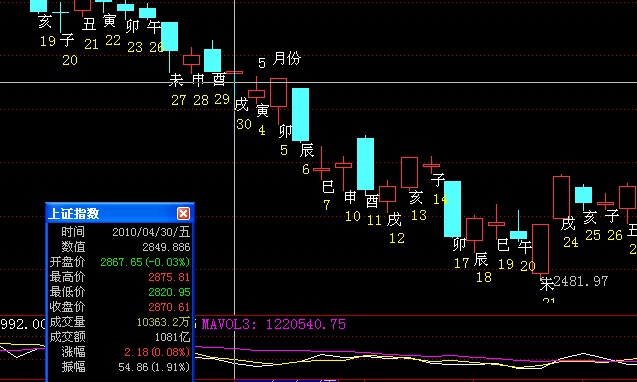 亥 子 丑 寅 卯 午
19 20 21 22 23 26
5 月份
未 申 酉 戌 寅 卯 辰 巳 申 酉 戌 亥 子 卯 辰 巳 午 未 戌 亥 子 丑
27 28 29 30 4 5 6 7 10 11 12 13 14 17 18 19 20 21 24 25 26
2481.97
上证指数
时间 2010/04/30/五
数值 2849.886
开盘价 2867.65(-0.03%)
最高价 2875.81
最低价 2820.95
收盘价 2870.61
成交量 10363.2万
成交额 1081亿
涨幅 2.18(0.08%)
振幅 54.86(1.91%)
992.00
MAVOL3: 1220540.75